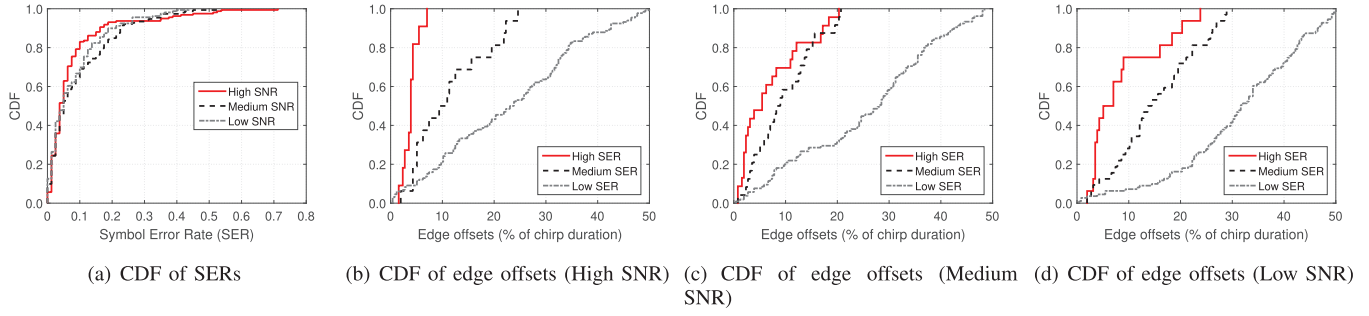 1.0
0.8
0.6
0.4
0.2
0.0
CDF
0 0.1 0.2 0.3 0.4 0.5 0.6 0.7 0.8
Symbol Error Rate (SER)
High SNR
Medium SNR
Low SNR
(a) CDF of SERs
1.0
0.8
0.6
0.4
0.2
0.0
CDF
0 10 20 30 40 50
Edge offsets (% of chirp duration)
High SER
Medium SER
Low SER
(b) CDF of edge offsets (High SNR)
1.0
0.8
0.6
0.4
0.2
0.0
CDF
0 10 20 30 40 50
Edge offsets (% of chirp duration)
High SER
Medium SER
Low SER
(c) CDF of edge offsets (Medium
SNR)
1.0
0.8
0.6
0.4
0.2
0.0
CDF
0 10 20 30 40 50
Edge offsets (% of chirp duration)
High SER
Medium SER
Low SER
(d) CDF of edge offsets (Low SNR)